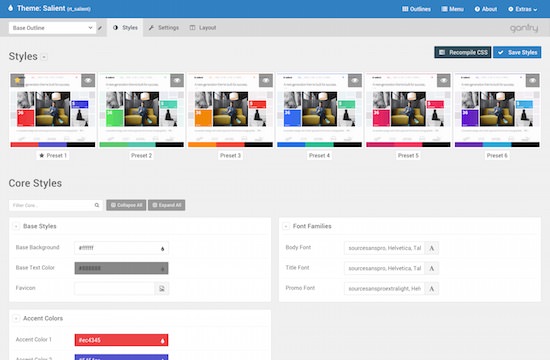 Theme: Salient (rt_salient)
Outlines
Menu
About
Extras
Base Outline
Styles
Settings
Layout
gantry
Styles
Recompile CSS
Save Styles
Preset 1
Preset 2
Preset 3
Preset 4
Preset 5
Preset 6
Core Styles
Filter Core...
Collapse All
Expand All
Base Styles
Base Background
#ffffff
Base Text Color
#888888
Favicon
Font Families
Body Font
sourcesanspro, Helvetica, Tal
Title Font
sourcesanspro, Helvetica, Tal
Promo Font
sourcesansproextralight, Hel
Accent Colors
Accent Color 1
#ec4345
Accent Color 2